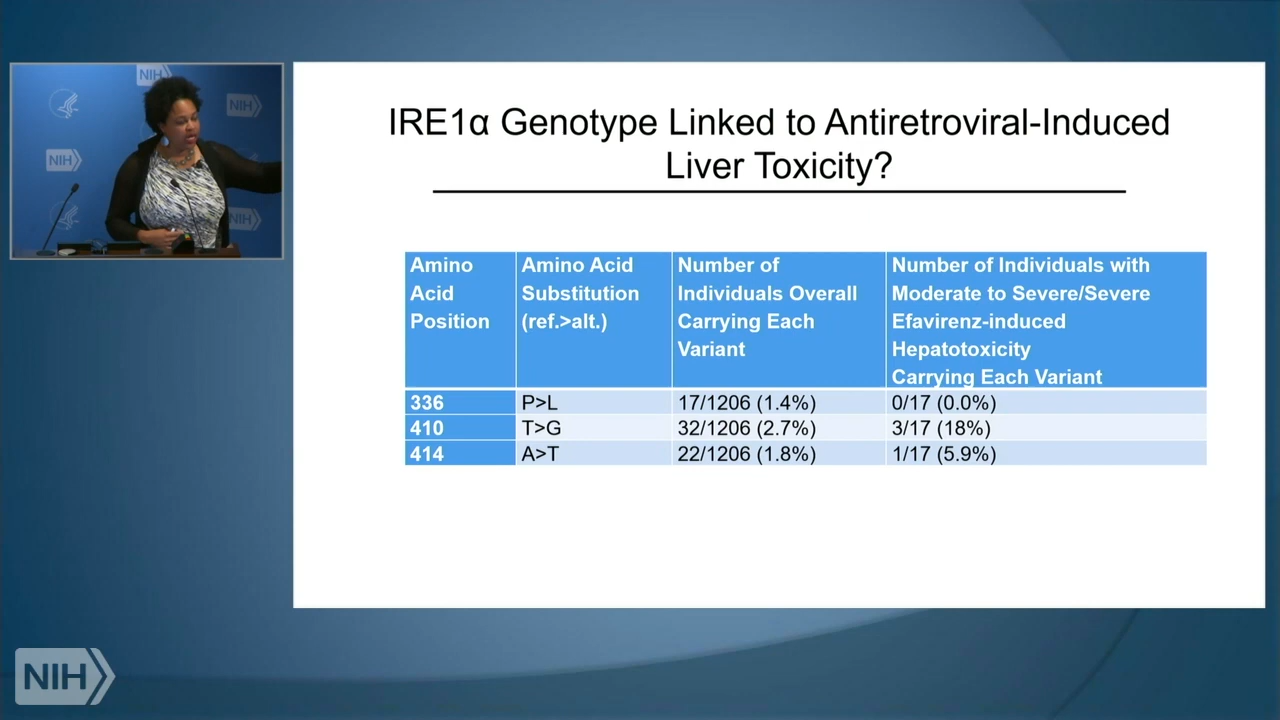 NIH
NIH
NIH
NIH
IRE1α Genotype Linked to Antiretroviral-Induced
Liver Toxicity?
Amino
Acid
Position
Amino Acid
Substitution
(ref.>alt.)
Number of
Individuals Overall
Carrying Each
Variant
Number of Individuals with
Moderate to Severe/Severe
Efavirenz-induced
Hepatotoxicity
Carrying Each Variant
336 P>L 17/1206 (1.4%) 0/17 (0.0%)
410 T>G 32/1206 (2.7%) 3/17 (18%)
414 A>T 22/1206 (1.8%) 1/17 (5.9%)
NIH